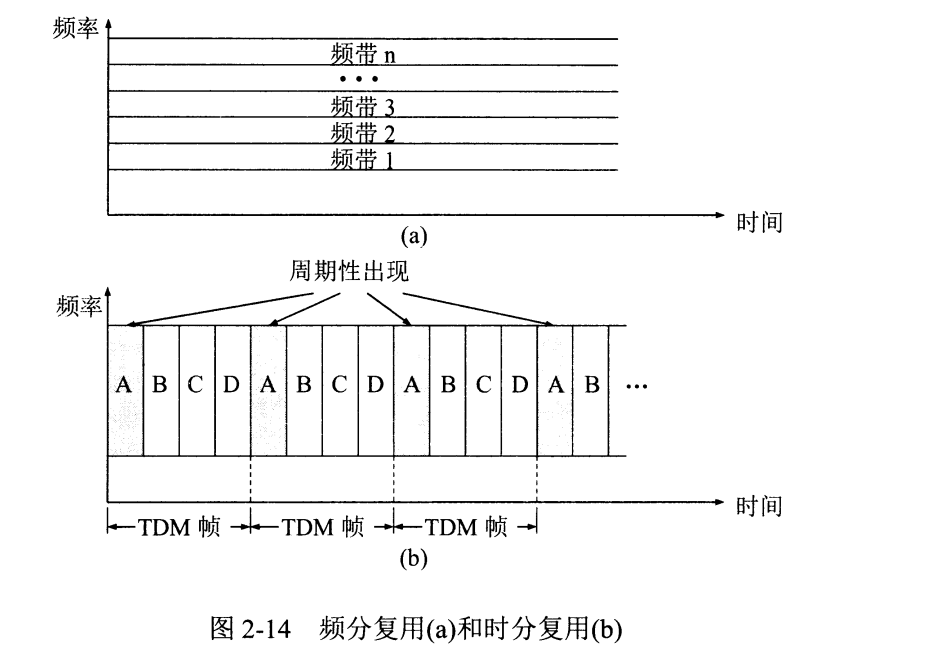 频率
频带 n
···
频带 3
频带 2
频带 1
时间
(a)
周期性出现
频率
A B C D A B C D A B C D A B ···
时间
TDM 帧 TDM 帧 TDM 帧
(b)
图 2-14 频分复用(a)和时分复用(b)